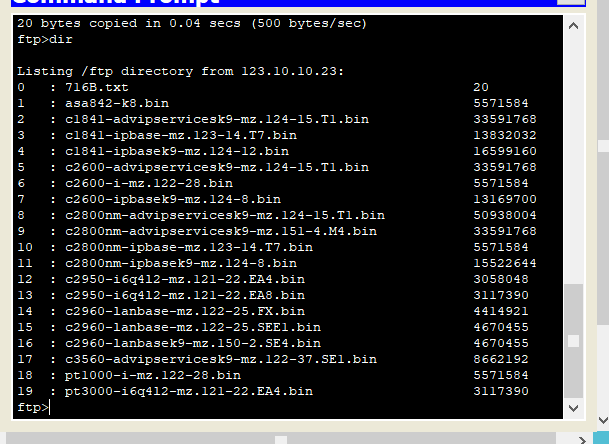 Command Prompt
20 bytes copied in 0.04 secs (500 bytes/sec)
ftp>dir
Listing /ftp directory from 123.10.10.23:
0 : 716B.txt 20
1 : asa842-k8.bin 5571584
2 : c1841-advipservicesk9-mz.124-15.T1.bin 33591768
3 : c1841-ipbase-mz.123-14.T7.bin 13832032
4 : c1841-ipbasek9-mz.124-12.bin 16599160
5 : c2600-advipservicesk9-mz.124-15.T1.bin 33591768
6 : c2600-i-mz.122-28.bin 5571584
7 : c2600-ipbasek9-mz.124-8.bin 13169700
8 : c2800nm-advipservicesk9-mz.124-15.T1.bin 50938004
9 : c2800nm-advipservicesk9-mz.151-4.M4.bin 33591768
10 : c2800nm-ipbase-mz.123-14.T7.bin 5571584
11 : c2800nm-ipbasek9-mz.124-8.bin 15522644
12 : c2950-i6q4l2-mz.121-22.EA4.bin 3058048
13 : c2950-i6q4l2-mz.121-22.EA8.bin 3117390
14 : c2960-lanbase-mz.122-25.FX.bin 4414921
15 : c2960-lanbase-mz.122-25.SEE1.bin 4670455
16 : c2960-lanbasek9-mz.150-2.SE4.bin 4670455
17 : c3560-advipservicesk9-mz.122-37.SE1.bin 8662192
18 : pt1000-i-mz.122-28.bin 5571584
19 : pt3000-i6q4l2-mz.121-22.EA4.bin 3117390
ftp>